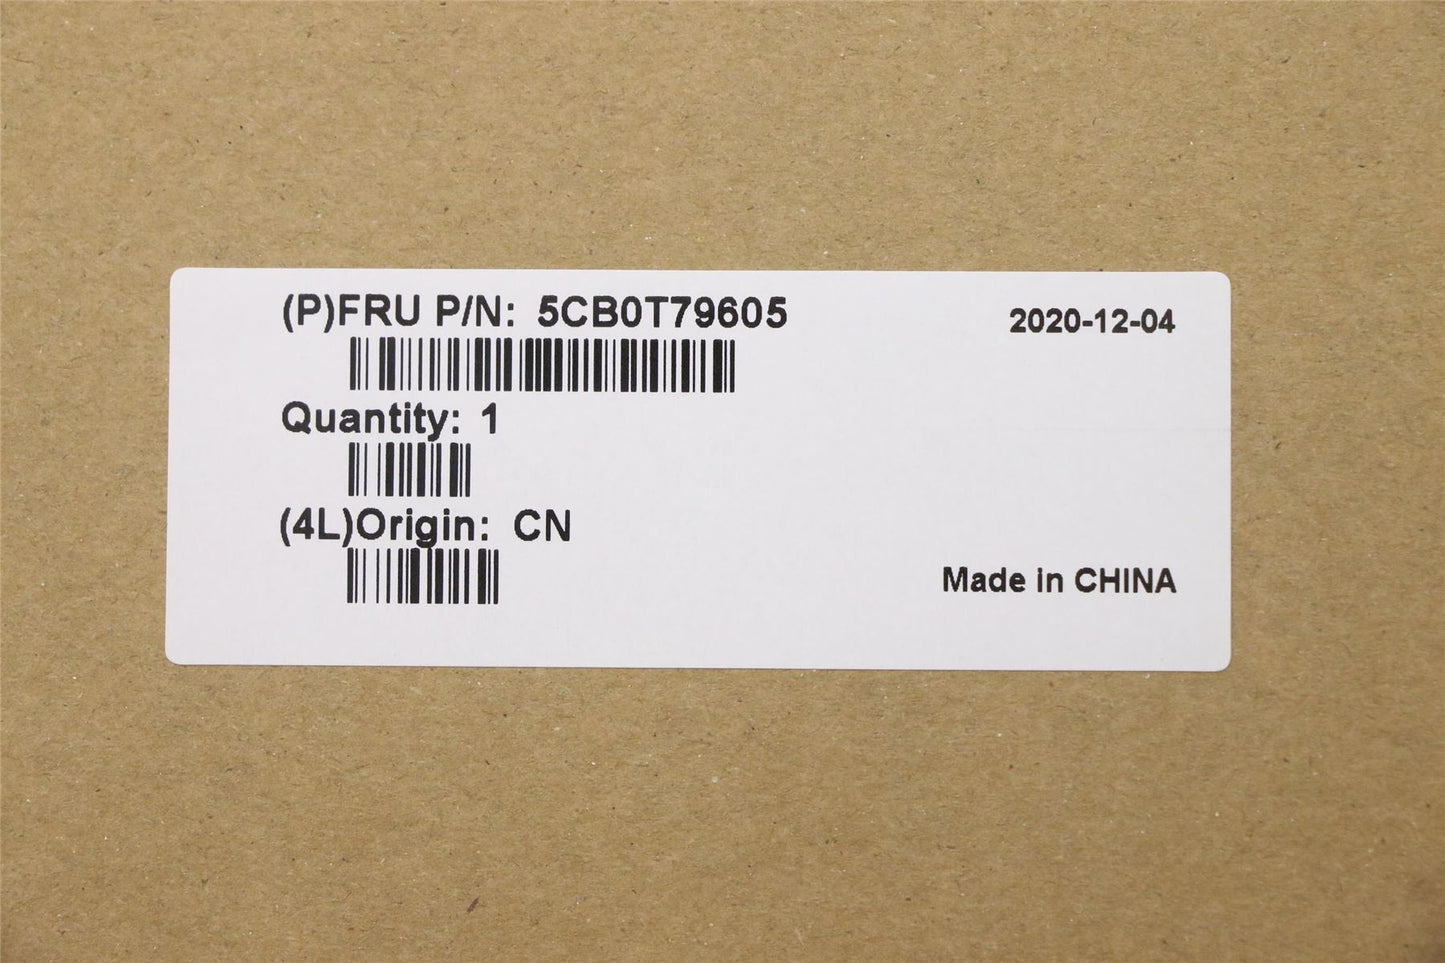 (P)FRU P/N: 5CB0T79605
2020-12-04
Quantity: 1
(4L)Origin: CN
Made in CHINA